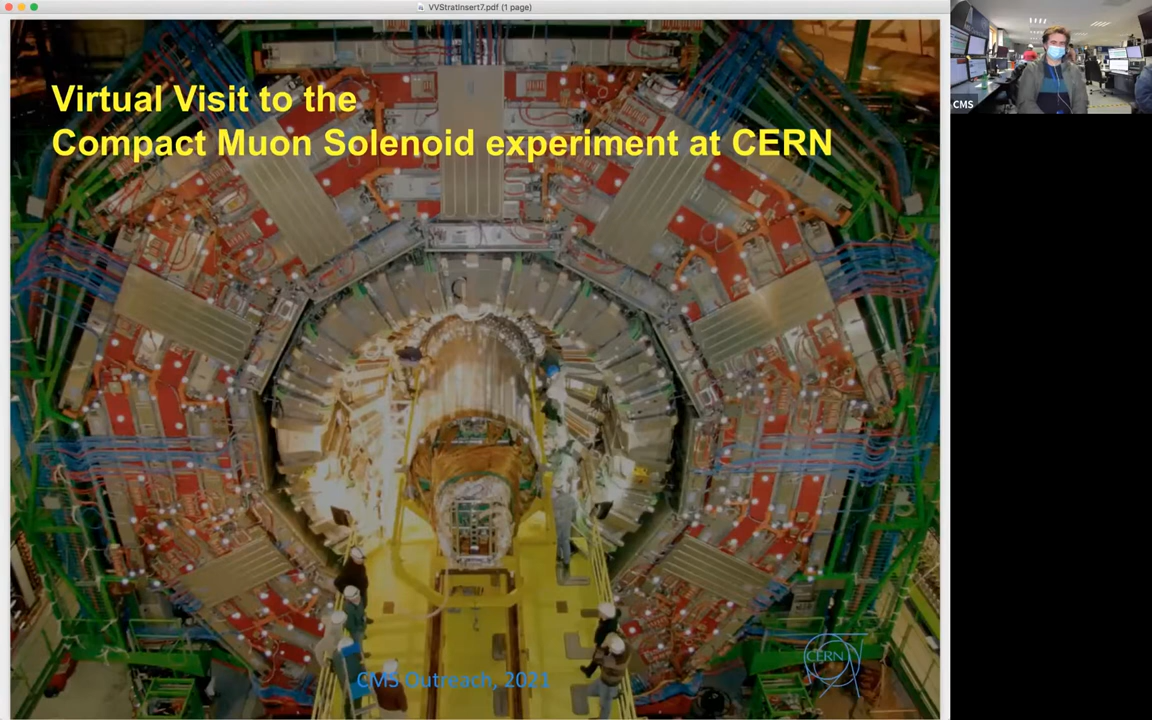 VVStratInsert7.pdf (1 page)
Virtual Visit to the
Compact Muon Solenoid experiment at CERN
CMS
CMS Outreach, 2021
CERN